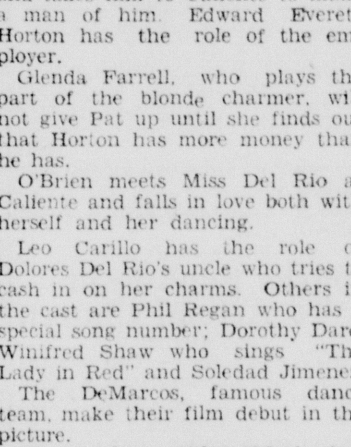 a man of him. Edward Everet
Horton has the role of the em
ployer.
Glenda Farrell, who plays th
part of the blonde charmer, wi
not give Pat up until she finds ou
that Horton has more money tha
he has.
O'Brien meets Miss Del Rio a
Caliente and falls in love both wit
herself and her dancing.
Leo Carillo has the role o
Dolores Del Rio's uncle who tries t
cash in on her charms. Others i
the cast are Phil Regan who has
special song number; Dorothy Dare
Winifred Shaw who sings "Th
Lady in Red" and Soledad Jimene
The DeMarcos, famous danc
team, make their film debut in th
picture.